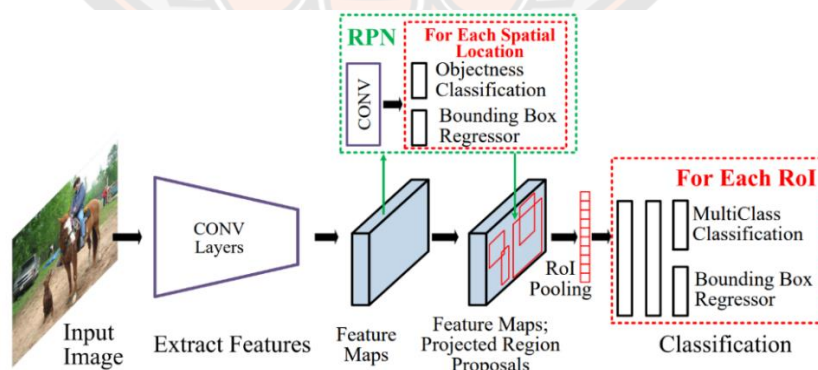 RPN
For Each Spatial
Location
CONV
Objectness
Classification
Bounding Box
Regressor
CONV
Layers
For Each RoI
MultiClass
Classification
Bounding Box
Regressor
RoI
Pooling
Input
Image
Extract Features
Feature
Maps
Feature Maps;
Projected Region
Proposals
Classification